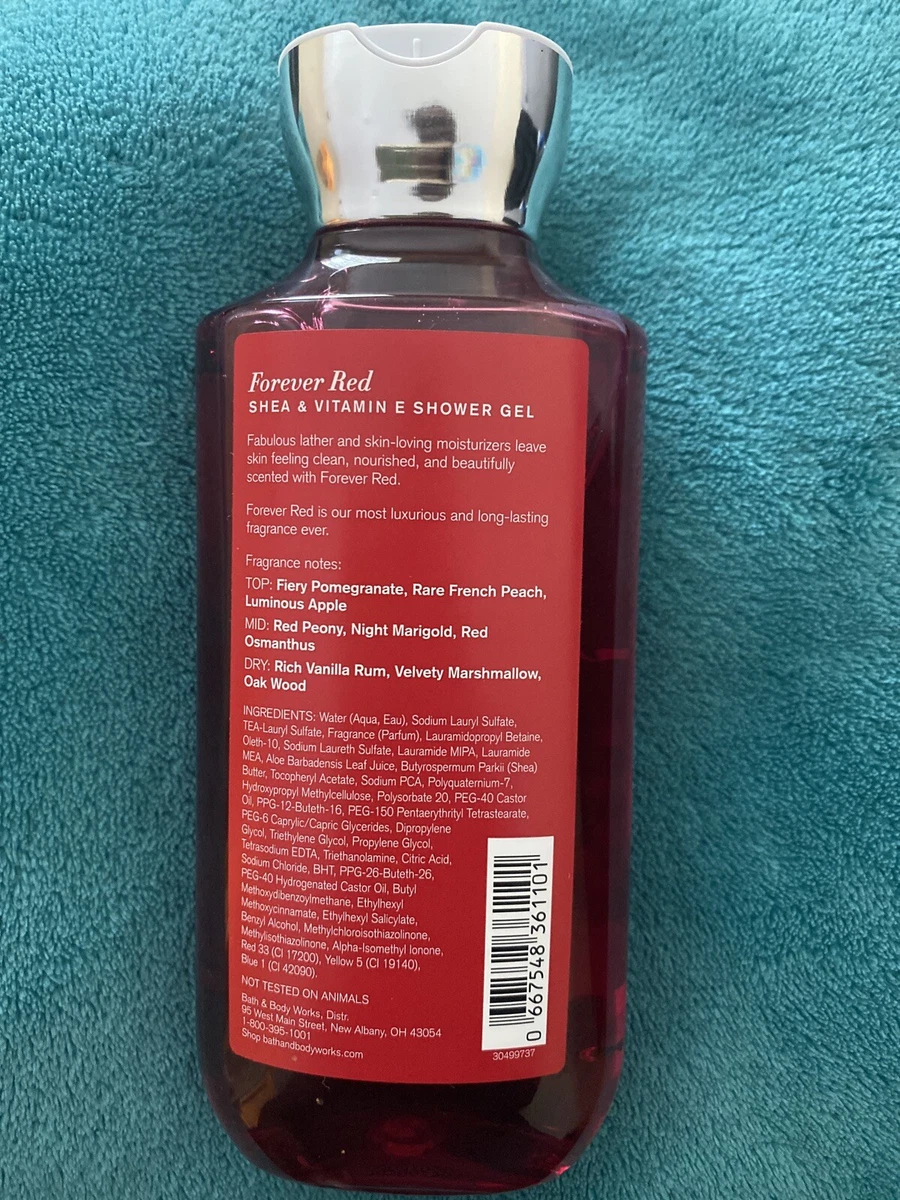 Forever Red
SHEA & VITAMIN E SHOWER GEL
Fabulous lather and skin-loving moisturizers leave
skin feeling clean, nourished, and beautifully
scented with Forever Red.
Forever Red is our most luxurious and long-lasting
fragrance ever.
Fragrance notes:
TOP: Fiery Pomegranate, Rare French Peach,
Luminous Apple
MID: Red Peony, Night Marigold, Red
Osmanthus
DRY: Rich Vanilla Rum, Velvety Marshmallow,
Oak Wood
INGREDIENTS: Water (Aqua, Eau), Sodium Lauryl Sulfate,
TEA-Lauryl Sulfate, Fragrance (Parfum), Lauramidopropyl Betaine,
Oleth-10, Sodium Laureth Sulfate, Lauramide MIPA, Lauramide
MEA, Aloe Barbadensis Leaf Juice, Butyrospermum Parkii (Shea)
Butter, Tocopheryl Acetate, Sodium PCA, Polyquaternium-7,
Hydroxypropyl Methylcellulose, Polysorbate 20, PEG-40 Castor
Oil, PPG-12-Buteth-16, PEG-150 Pentaerythrityl Tetrastearate,
PEG-6 Caprylic/Capric Glycerides, Dipropylene
Glycol, Triethylene Glycol, Propylene Glycol,
Tetrasodium EDTA, Triethanolamine, Citric Acid,
Sodium Chloride, BHT, PPG-26-Buteth-26,
PEG-40 Hydrogenated Castor Oil, Butyl
Methoxydibenzoylmethane, Ethylhexyl
Methoxycinnamate, Ethylhexyl Salicylate,
Benzyl Alcohol, Methylchloroisothiazolinone,
Methylisothiazolinone, Alpha-Isomethyl Ionone,
Red 33 (CI 17200), Yellow 5 (CI 19140),
Blue 1 (CI 42090).
NOT TESTED ON ANIMALS
Bath & Body Works, Distr.
95 West Main Street, New Albany, OH 43054
1-800-395-1001
Shop bathandbodyworks.com
0 667548 361101
30499737